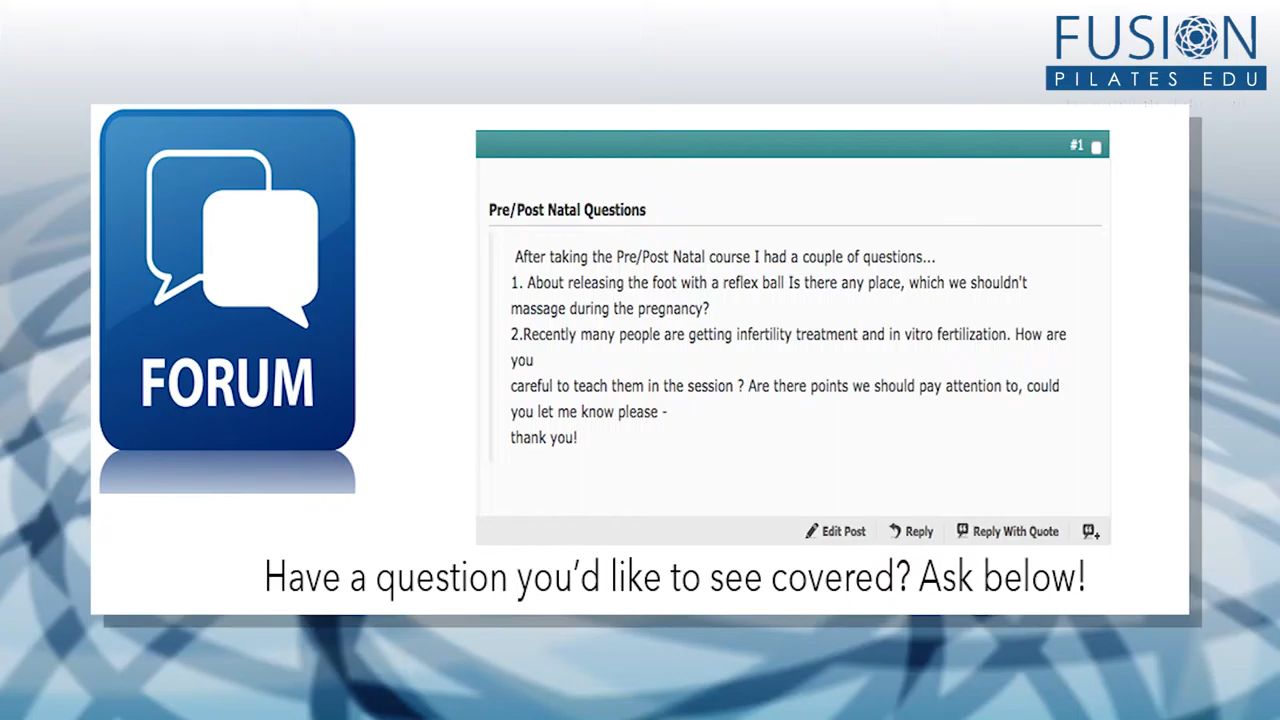 FUSION
PILATES EDU
FORUM
#1
Pre/Post Natal Questions
After taking the Pre/Post Natal course I had a couple of questions...
1. About releasing the foot with a reflex ball Is there any place, which we shouldn't
massage during the pregnancy?
2.Recently many people are getting infertility treatment and in vitro fertilization. How are
you
careful to teach them in the session ? Are there points we should pay attention to, could
you let me know please -
thank you!
Edit Post
Reply
Reply With Quote
Have a question you'd like to see covered? Ask below!